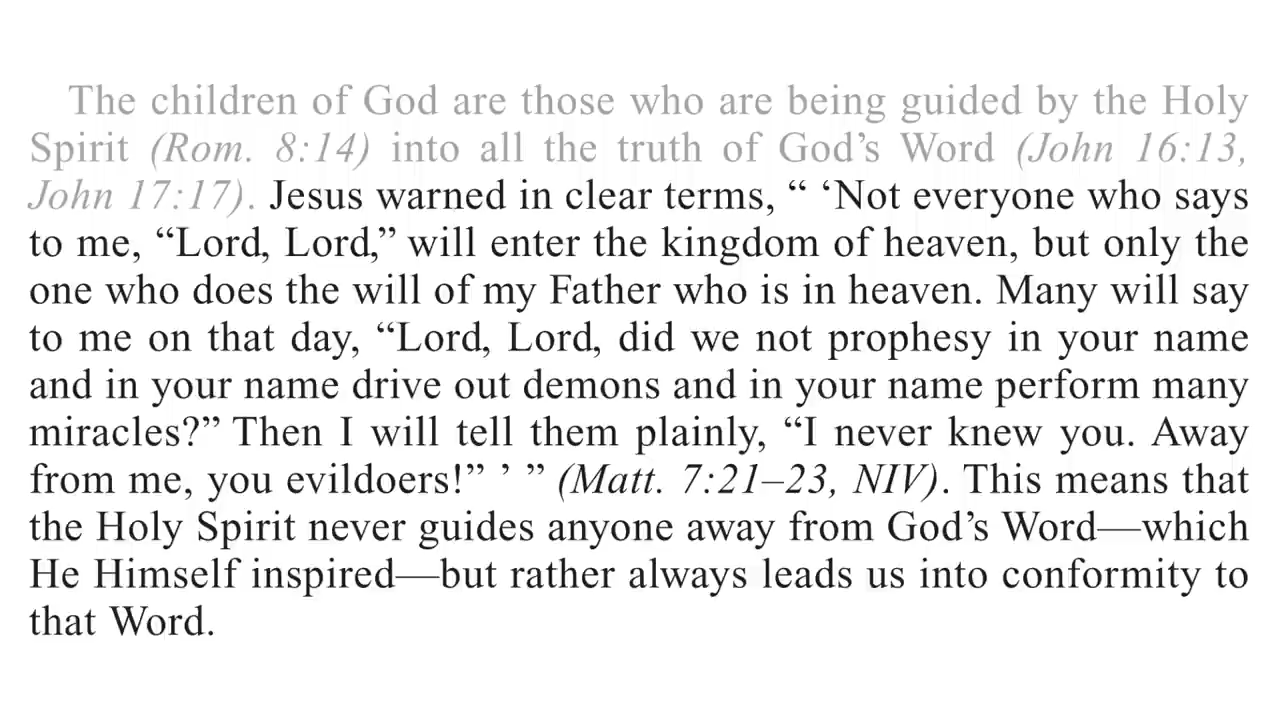 The children of God are those who are being guided by the Holy
Spirit (Rom. 8:14) into all the truth of God’s Word (John 16:13,
John 17:17). Jesus warned in clear terms, “ ‘Not everyone who says
to me, “Lord, Lord,” will enter the kingdom of heaven, but only the
one who does the will of my Father who is in heaven. Many will say
to me on that day, “Lord, Lord, did we not prophesy in your name
and in your name drive out demons and in your name perform many
miracles?” Then I will tell them plainly, “I never knew you. Away
from me, you evildoers!” ’ ” (Matt. 7:21–23, NIV). This means that
the Holy Spirit never guides anyone away from God’s Word—which
He Himself inspired—but rather always leads us into conformity to
that Word.